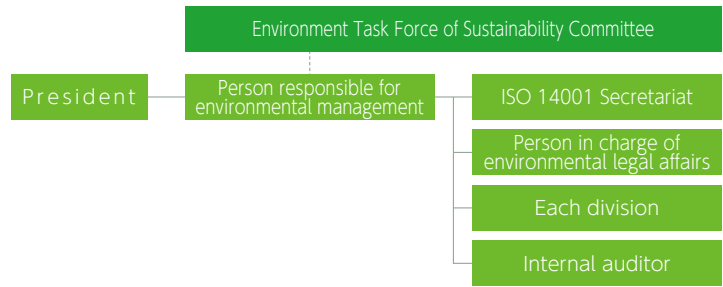 Environment Task Force of Sustainability Committee
President
Person responsible for
environmental management
ISO 14001 Secretariat
Person in charge of
environmental legal affairs
Each division
Internal auditor